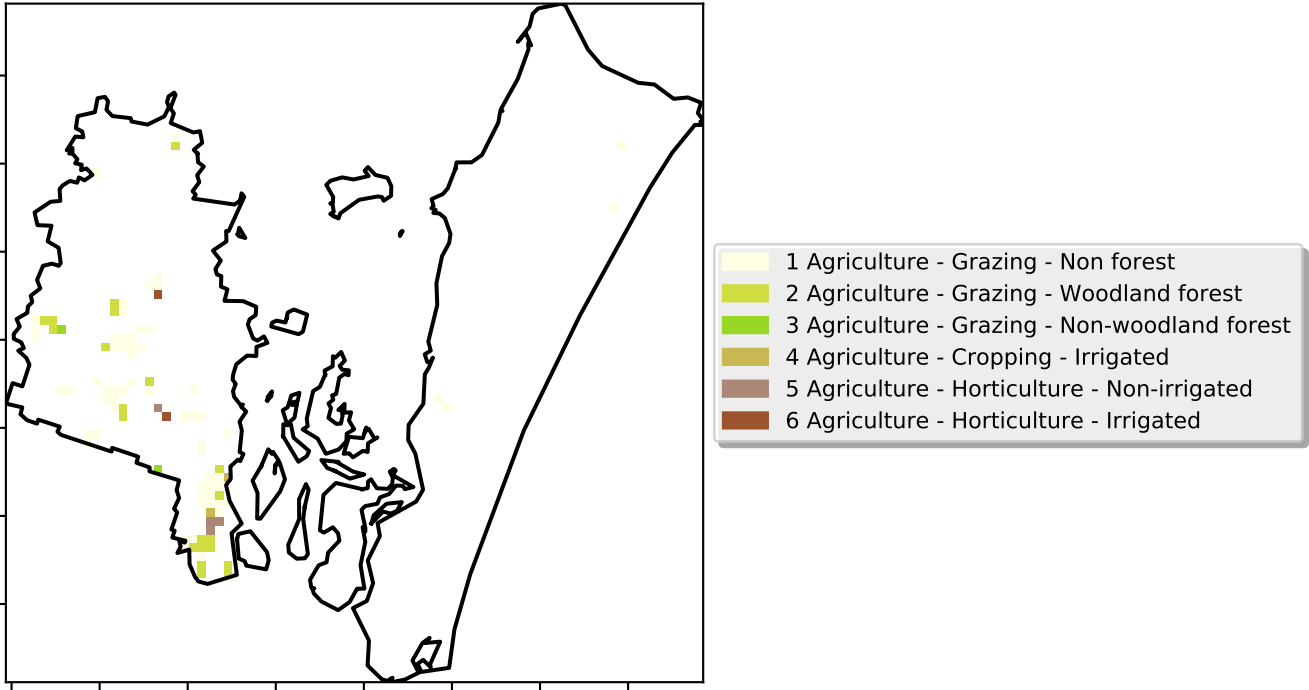 1 Agriculture - Grazing - Non forest
2 Agriculture - Grazing - Woodland forest
3 Agriculture - Grazing - Non-woodland forest
4 Agriculture - Cropping - Irrigated
5 Agriculture - Horticulture - Non-irrigated
6 Agriculture - Horticulture - Irrigated